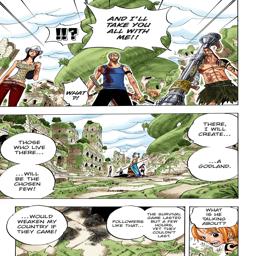 !!?
AND I'LL
TAKE YOU
ALL WITH
ME!!
WHAT
?!
THERE,
I WILL
CREATE...
...A
GODLAND.
THOSE
WHO LIVE
THERE...
...WILL
BE THE
CHOSEN
FEW!
WHAT
IS HE
TALKING
ABOUT?
THE SURVIVAL
GAME LASTED
BUT A FEW
HOURS,
YET THEY
COULDN'T
LAST.
FOLLOWERS
LIKE THAT...
...WOULD
WEAKEN MY
COUNTRY IF
THEY CAME!